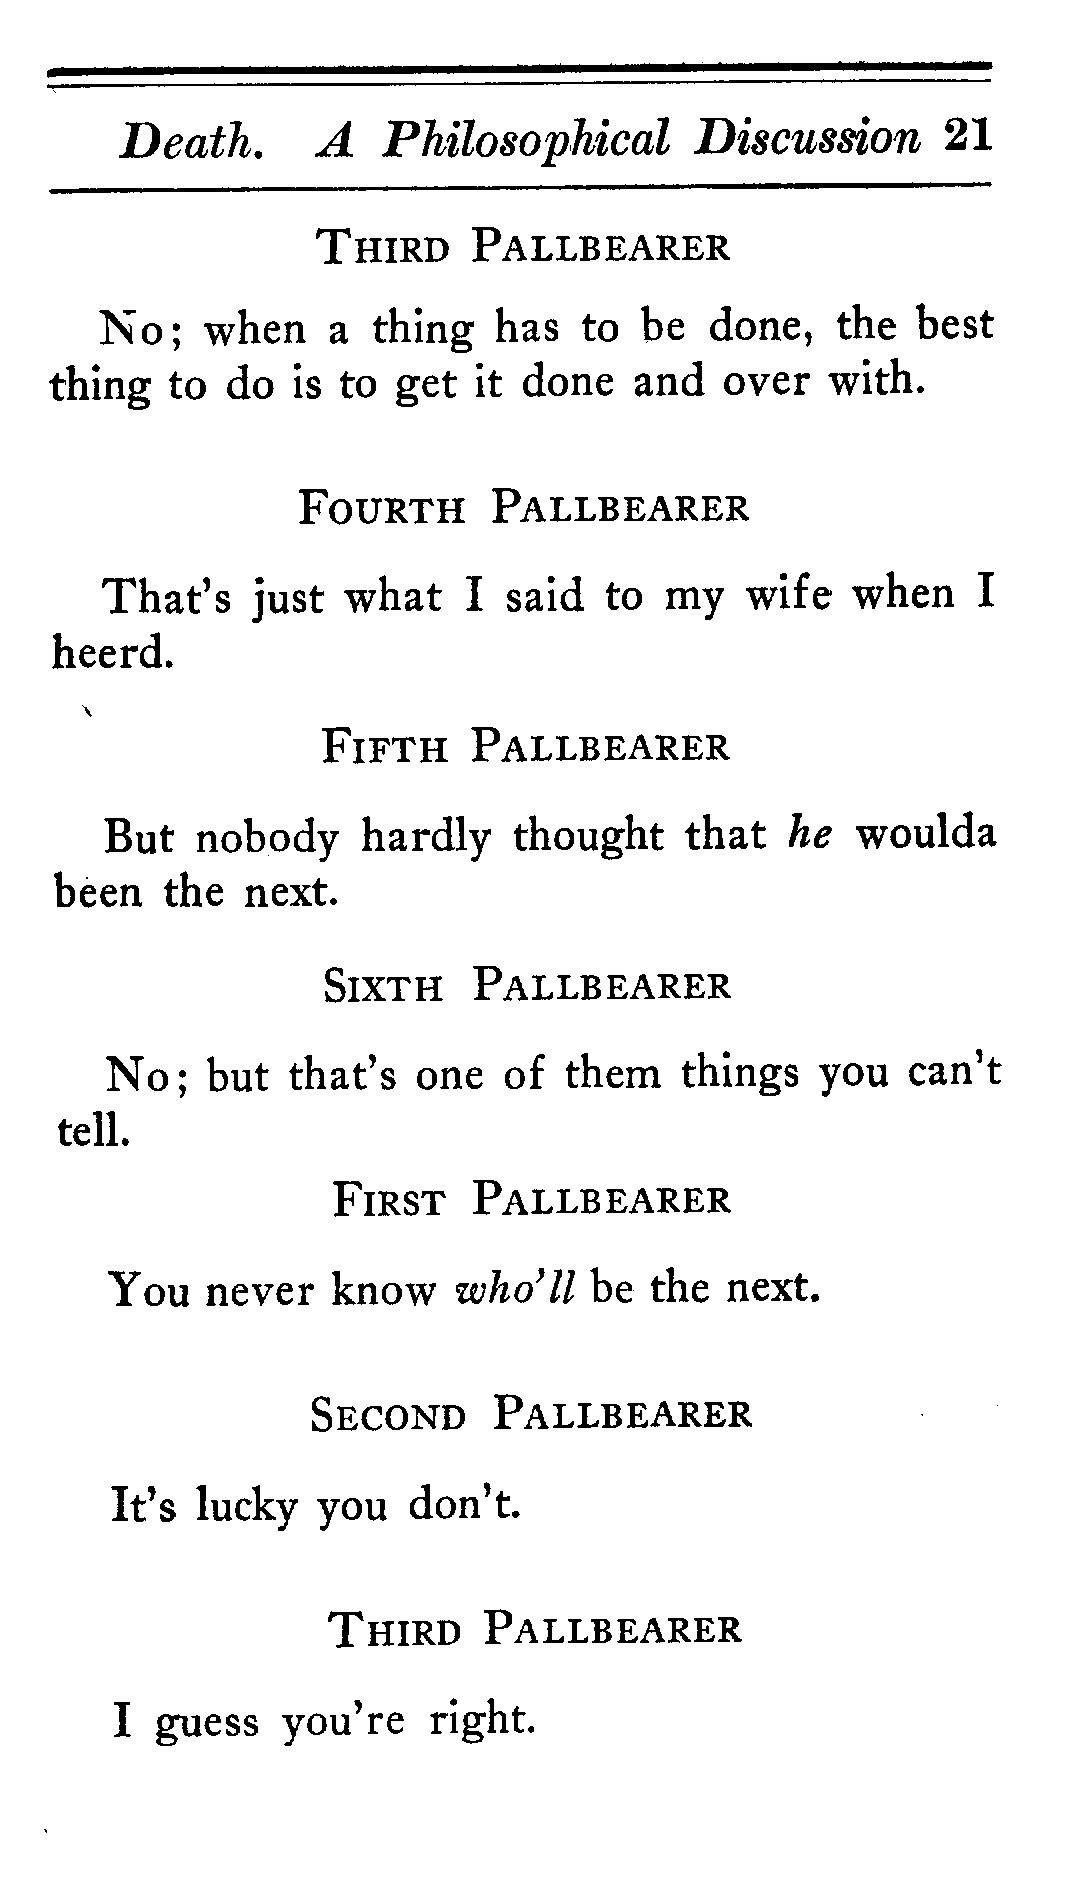 Death. A Philosophical Discussion 21
THIRD PALLBEARER
No; when a thing has to be done, the best
thing to do is to get it done and over with.
FOURTH PALLBEARER
That's just what I said to my wife when I
heerd.
FIFTH PALLBEARER
But nobody hardly thought that he woulda
been the next.
SIXTH PALLBEARER
No; but that's one of them things you can't
tell.
FIRST PALLBEARER
You never know who'll be the next.
SECOND PALLBEARER
It's lucky you don't.
THIRD PALLBEARER
I guess you're right.